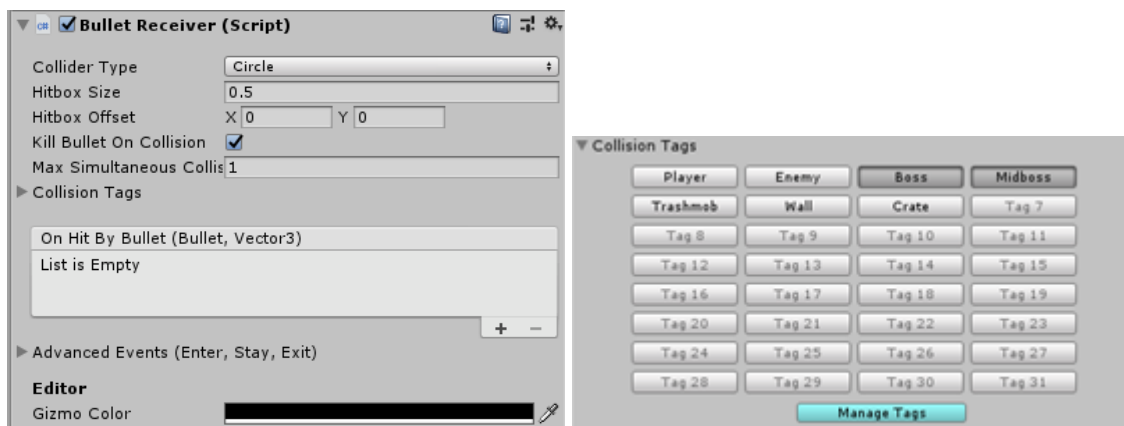 Bullet Receiver (Script)
Collider Type Circle
Hitbox Size 0.5
Hitbox Offset X 0 Y 0
Kill Bullet On Collision
Max Simultaneous Collis 1
Collision Tags
On Hit By Bullet (Bullet, Vector3)
List is Empty
+ −
Advanced Events (Enter, Stay, Exit)
Editor
Gizmo Color
Collision Tags
Player Enemy Boss Midboss
Trashmob Wall Crate Tag 7
Tag 8 Tag 9 Tag 10 Tag 11
Tag 12 Tag 13 Tag 14 Tag 15
Tag 16 Tag 17 Tag 18 Tag 19
Tag 20 Tag 21 Tag 22 Tag 23
Tag 24 Tag 25 Tag 26 Tag 27
Tag 28 Tag 29 Tag 30 Tag 31
Manage Tags